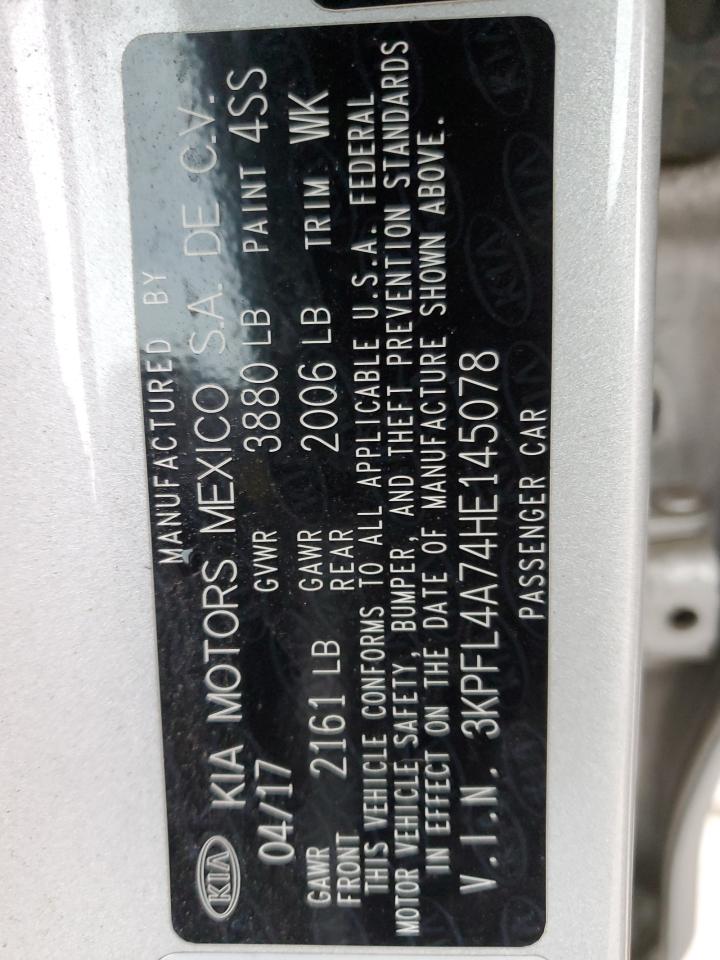 MANUFACTURED BY
KIA KIA MOTORS MEXICO S.A. DE C.V.
04/17 GVWR 3880 LB PAINT 4SS
GAWR FRONT 2161 LB GAWR REAR 2006 LB TRIM WK
THIS VEHICLE CONFORMS TO ALL APPLICABLE U.S.A. FEDERAL
MOTOR VEHICLE SAFETY, BUMPER, AND THEFT PREVENTION STANDARDS
IN EFFECT ON THE DATE OF MANUFACTURE SHOWN ABOVE.
V.I.N. 3KPFL4A74HE145078
PASSENGER CAR